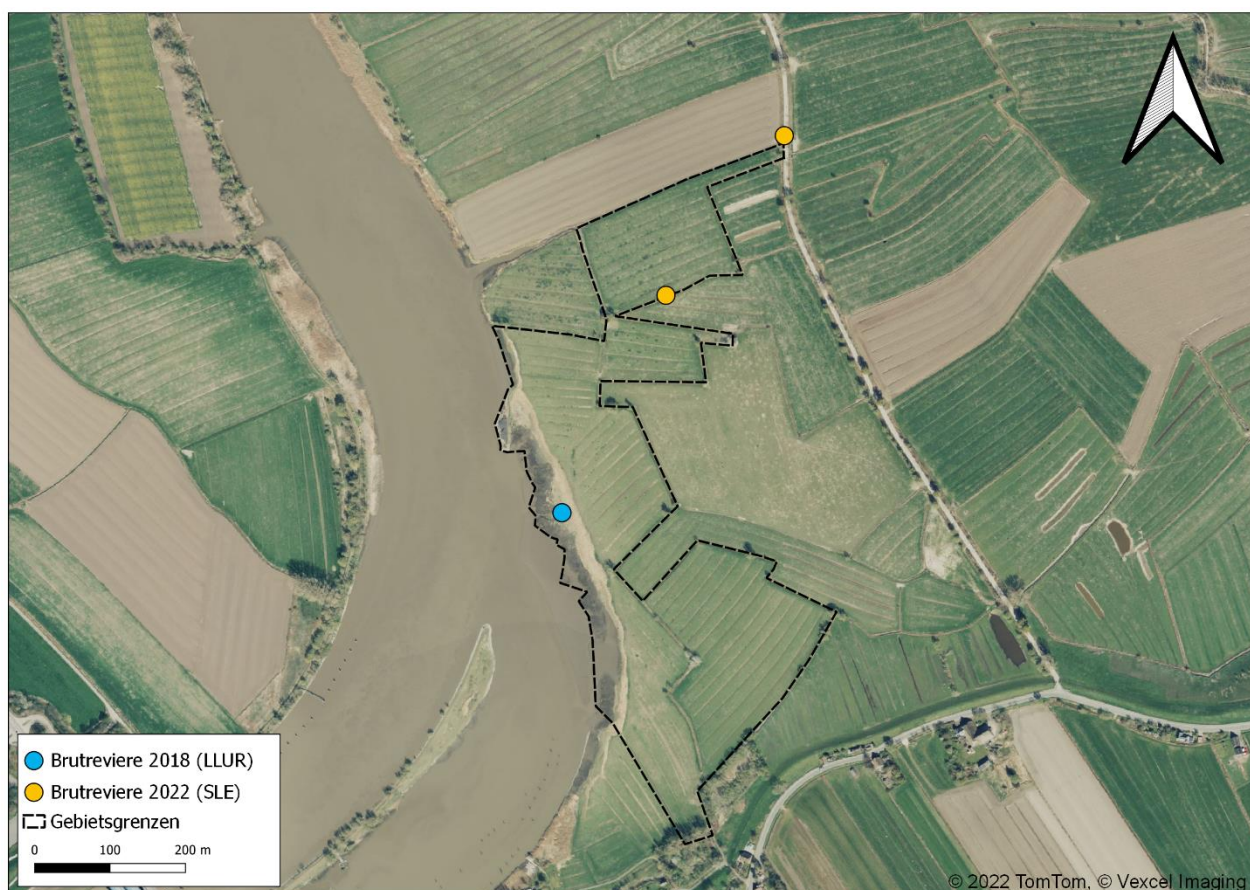 Brutreviere 2018 (LLUR)
Brutreviere 2022 (SLE)
Gebietsgrenzen
0 100 200 m
© 2022 TomTom, © Vexcel Imaging